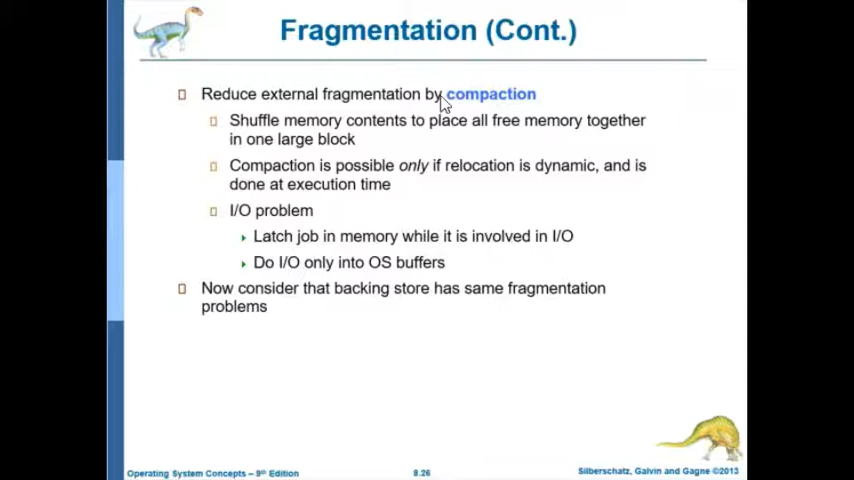 Fragmentation (Cont.)
Reduce external fragmentation by compaction
Shuffle memory contents to place all free memory together
in one large block
Compaction is possible only if relocation is dynamic, and is
done at execution time
I/O problem
Latch job in memory while it is involved in I/O
Do I/O only into OS buffers
Now consider that backing store has same fragmentation
problems
Operating System Concepts – 9th Edition
8.26
Silberschatz, Galvin and Gagne ©2013